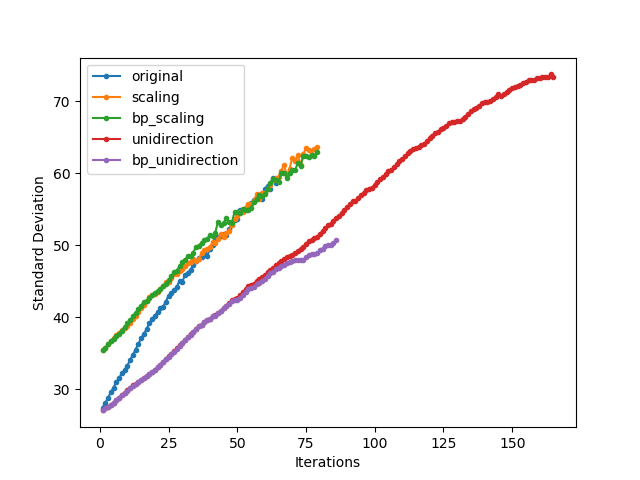 original
scaling
bp_scaling
unidirection
bp_unidirection
70
60
50
40
30
Standard Deviation
0 25 50 75 100 125 150
Iterations